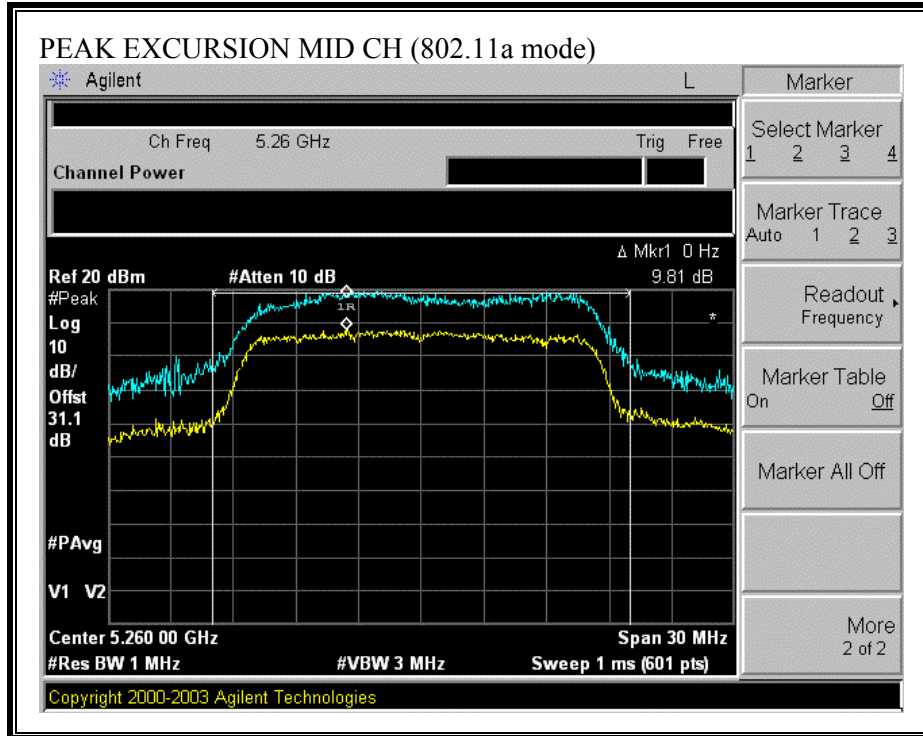 PEAK EXCURSION MID CH (802.11a mode)
Agilent L Marker
Ch Freq 5.26 GHz Trig Free
Channel Power
Select Marker
1 2 3 4
Marker Trace
Auto 1 2 3
Δ Mkr1 0 Hz
Ref 20 dBm #Atten 10 dB 9.81 dB
#Peak
1R
Log
10
dB/
Offst
31.1
dB
*
Readout
Frequency
Marker Table
On Off
Marker All Off
#PAvg
V1 V2
Center 5.260 00 GHz Span 30 MHz
#Res BW 1 MHz #VBW 3 MHz Sweep 1 ms (601 pts)
More
2 of 2
Copyright 2000-2003 Agilent Technologies